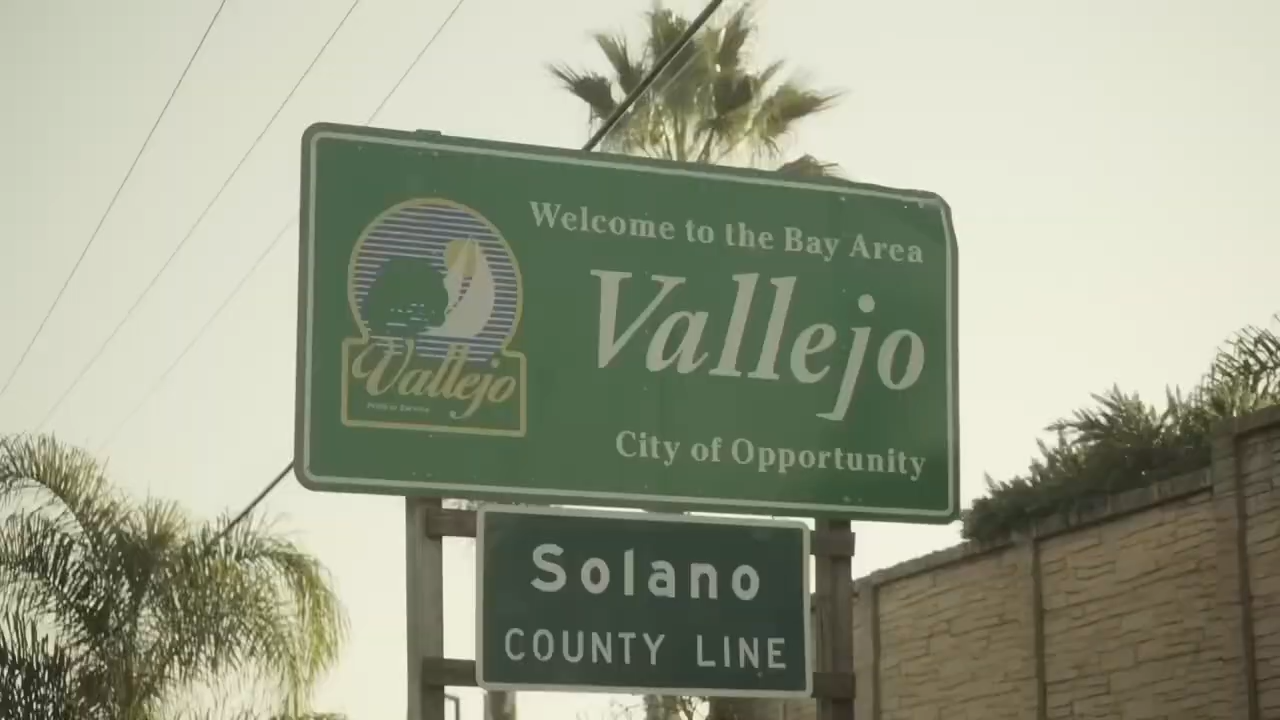 Welcome to the Bay Area
Vallejo
City of Opportunity
Vallejo
Solano
COUNTY LINE